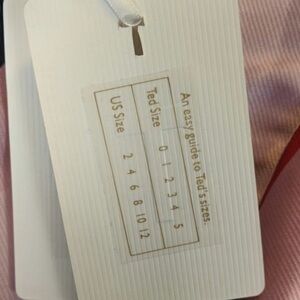 An easy guide to Ted's sizes.
Ted Size 0 1 2 3 4 5
US Size 2 4 6 8 10 12